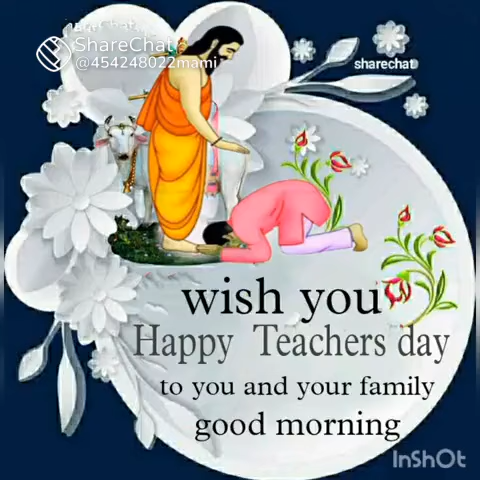 ShareChat
@454248022mami
sharechat
wish you
Happy Teachers day
to you and your family
good morning
InShOt